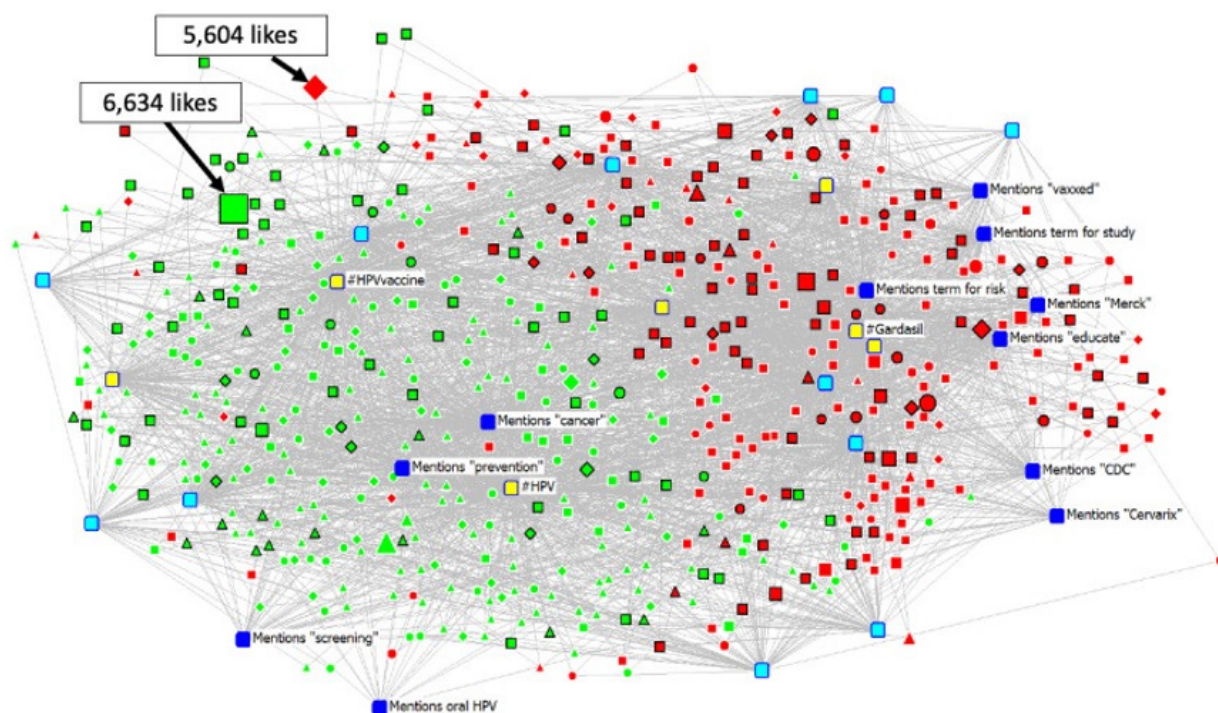 5,604 likes
6,634 likes
Mentions "vaxxed"
Mentions term for study
#HPVvaccine
Mentions term for risk
Mentions "Merck"
#Gardasil
Mentions "educate"
Mentions "cancer"
Mentions "prevention"
Mentions "CDC"
#HPV
Mentions "Cervarix"
Mentions "screening"
Mentions oral HPV